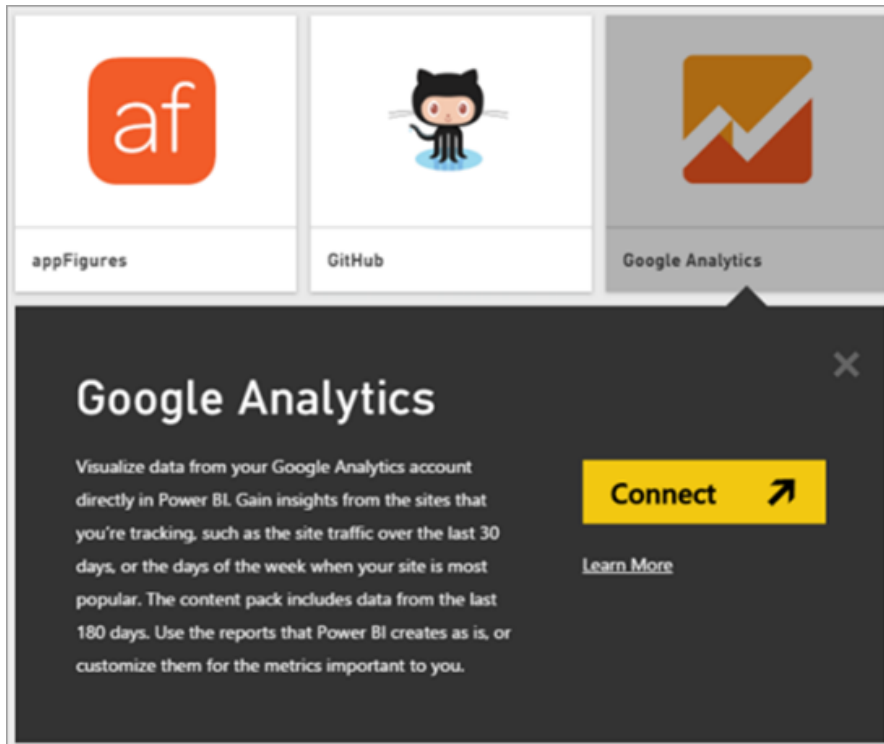 af
appFigures
GitHub
Google Analytics
Google Analytics
Visualize data from your Google Analytics account
directly in Power BI. Gain insights from the sites that
you're tracking, such as the site traffic over the last 30
days, or the days of the week when your site is most
popular. The content pack includes data from the last
180 days. Use the reports that Power BI creates as is, or
customize them for the metrics important to you.
Connect
Learn More